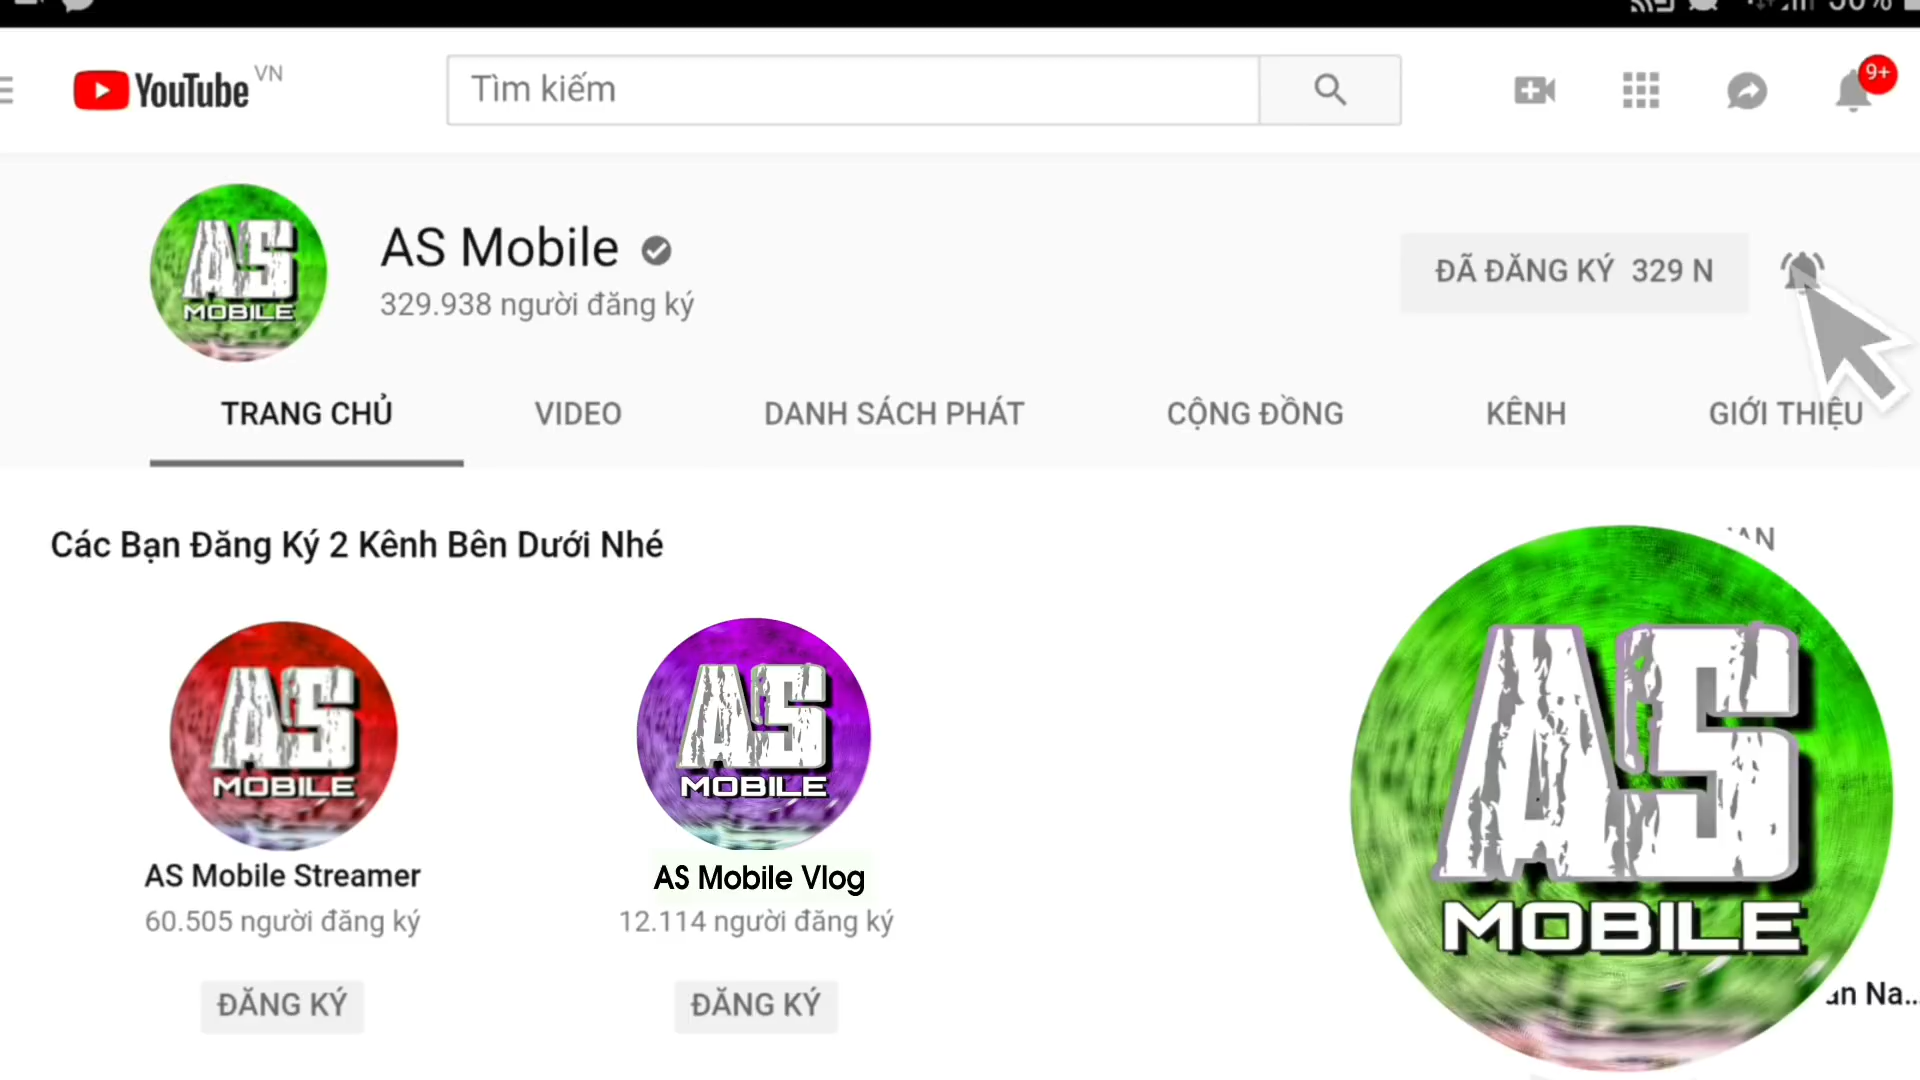 YouTube VN
Tìm kiếm
9+
AS
MOBILE
AS Mobile
329.938 người đăng ký
ĐÃ ĐĂNG KÝ 329 N
TRANG CHỦ
VIDEO
DANH SÁCH PHÁT
CỘNG ĐỒNG
KÊNH
GIỚI THIỆU
Các Bạn Đăng Ký 2 Kênh Bên Dưới Nhé
AS
MOBILE
AS Mobile Streamer
60.505 người đăng ký
ĐĂNG KÝ
AS
MOBILE
AS Mobile Vlog
12.114 người đăng ký
ĐĂNG KÝ
AS
MOBILE